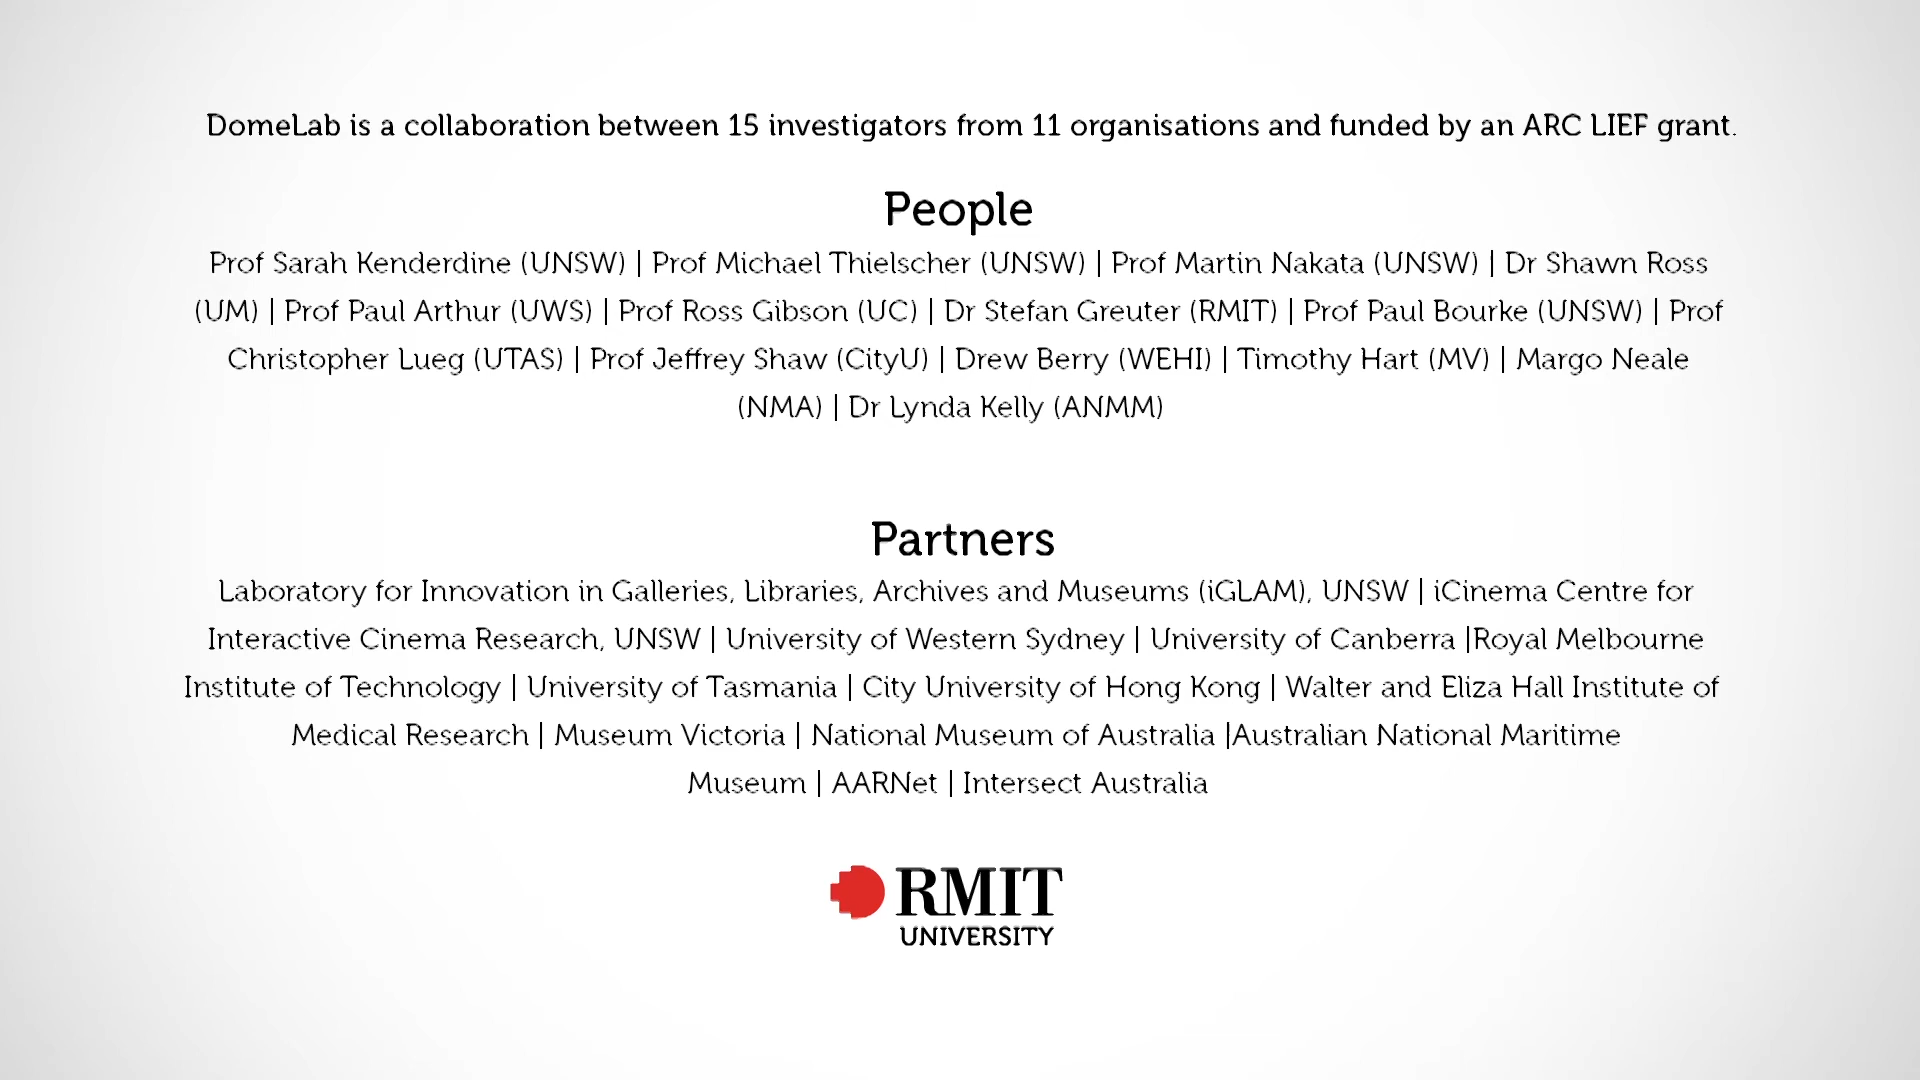 DomeLab is a collaboration between 15 investigators from 11 organisations and funded by an ARC LIEF grant.
People
Prof Sarah Kenderdine (UNSW) | Prof Michael Thielscher (UNSW) | Prof Martin Nakata (UNSW) | Dr Shawn Ross
(UM) | Prof Paul Arthur (UWS) | Prof Ross Gibson (UC) | Dr Stefan Greuter (RMIT) | Prof Paul Bourke (UNSW) | Prof
Christopher Lueg (UTAS) | Prof Jeffrey Shaw (CityU) | Drew Berry (WEHI) | Timothy Hart (MV) | Margo Neale
(NMA) | Dr Lynda Kelly (ANMM)
Partners
Laboratory for Innovation in Galleries, Libraries, Archives and Museums (iGLAM), UNSW | iCinema Centre for
Interactive Cinema Research, UNSW | University of Western Sydney | University of Canberra |Royal Melbourne
Institute of Technology | University of Tasmania | City University of Hong Kong | Walter and Eliza Hall Institute of
Medical Research | Museum Victoria | National Museum of Australia |Australian National Maritime
Museum | AARNet | Intersect Australia
RMIT
UNIVERSITY